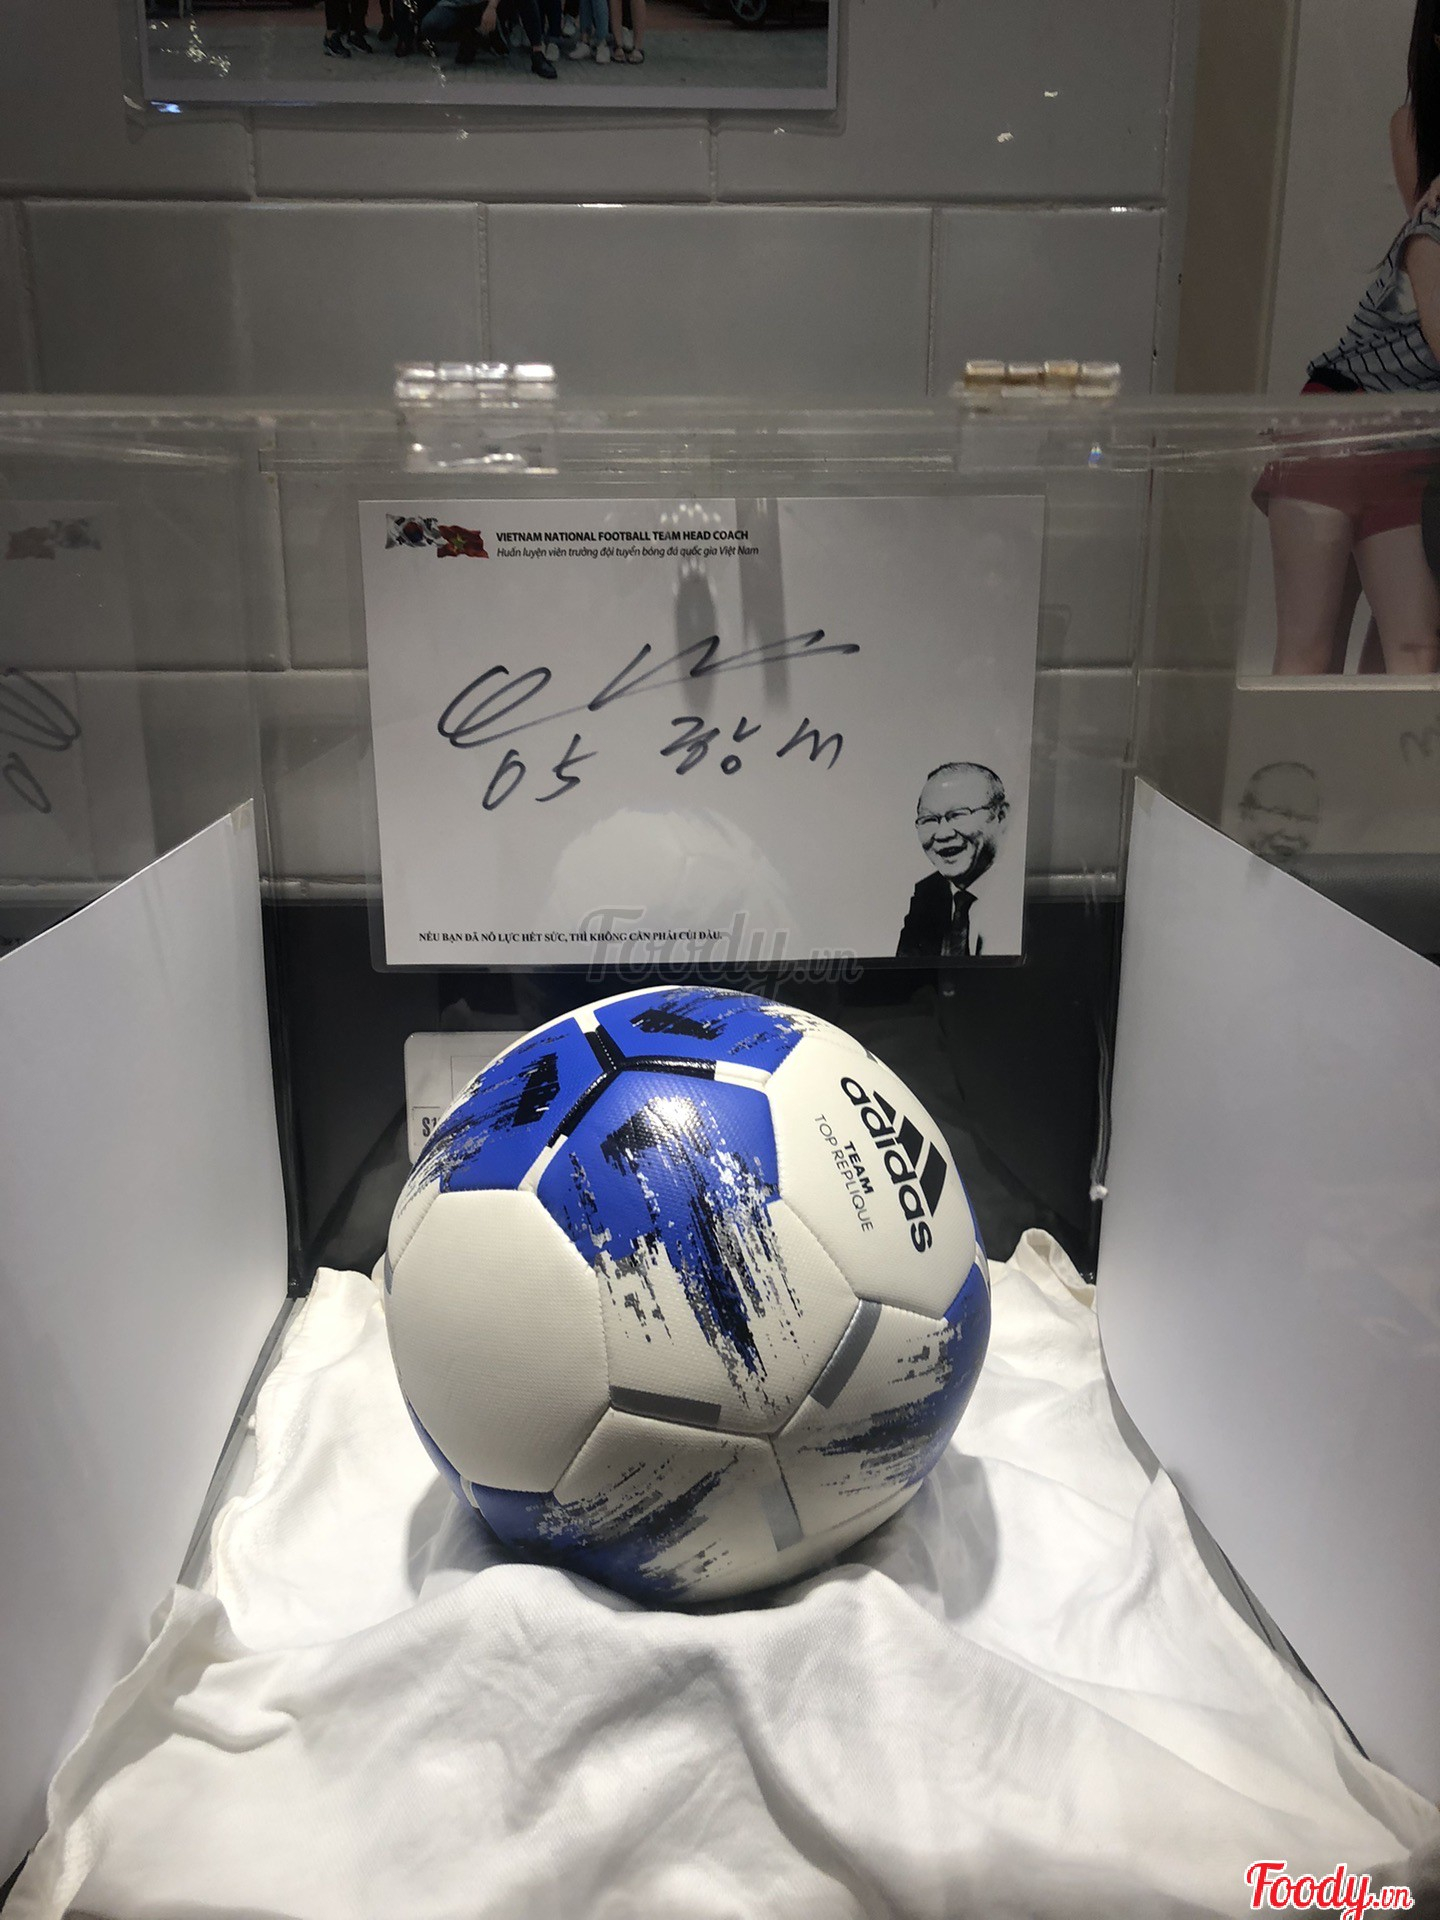 VIETNAM NATIONAL FOOTBALL TEAM HEAD COACH
Huấn luyện viên trưởng đội tuyển bóng đá quốc gia Việt Nam
NẾU BẠN ĐÃ NỖ LỰC HẾT SỨC, THÌ KHÔNG CẦN PHẢI CÚI ĐẦU.
Foody.vn
adidas
TEAM
TOP REPLIQUE
Foody.vn